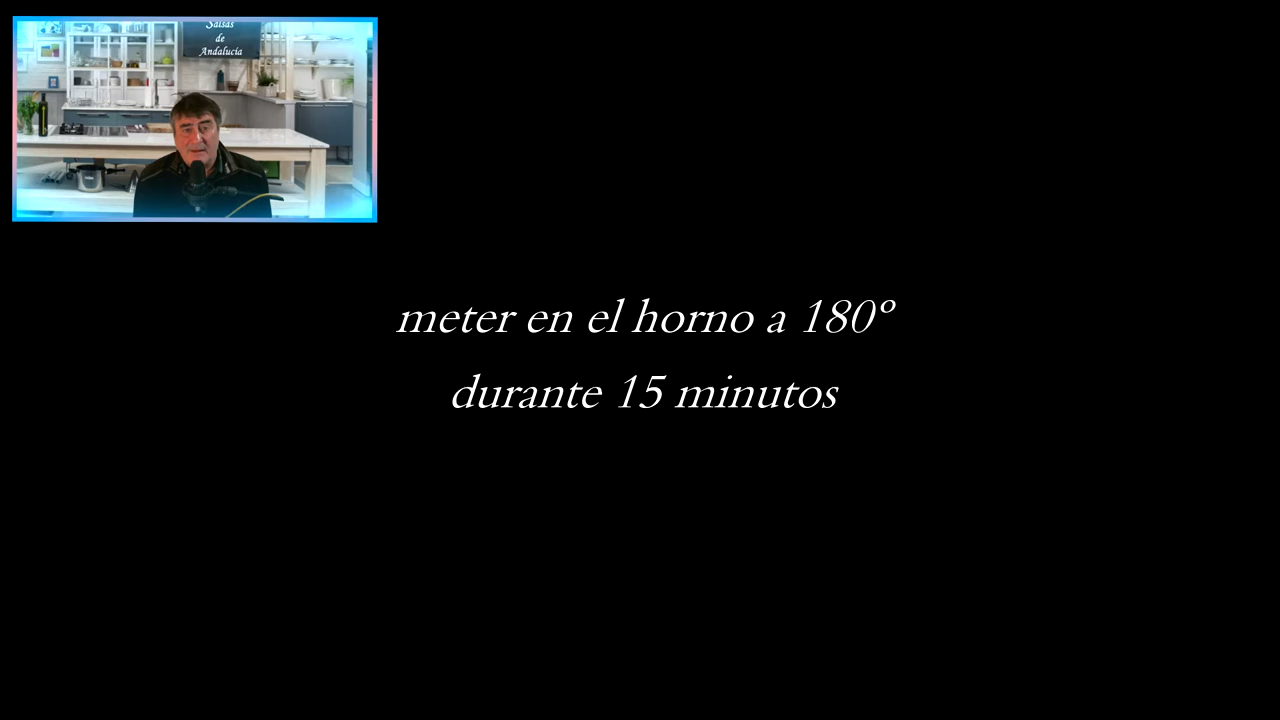 Salsas
de
Andalucía
meter en el horno a 180º
durante 15 minutos